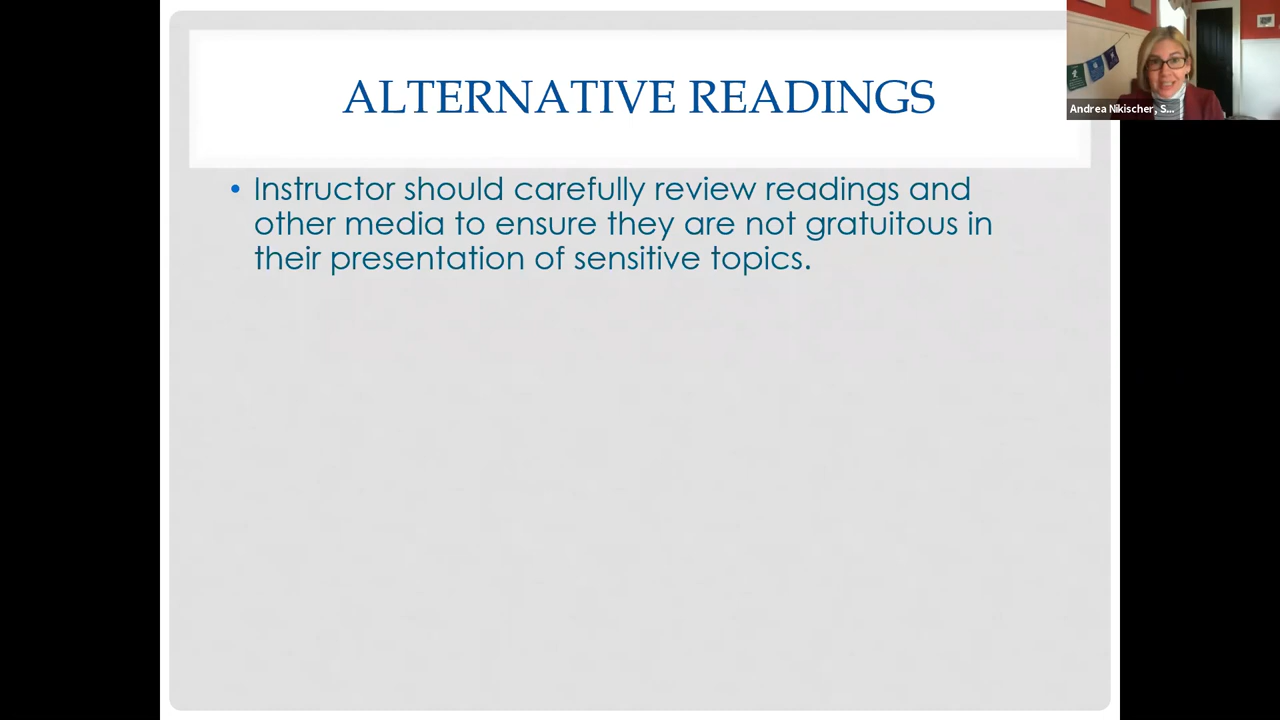 ALTERNATIVE READINGS
• Instructor should carefully review readings and
other media to ensure they are not gratuitous in
their presentation of sensitive topics.
Andrea Nikischer, S...